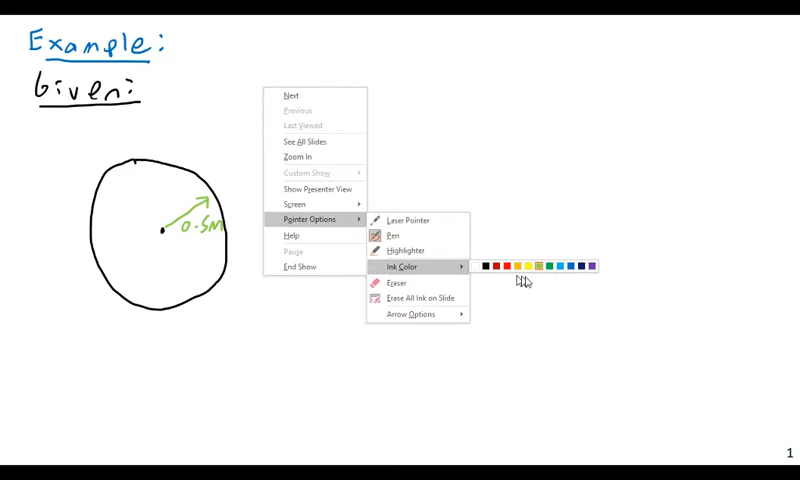 Example:
Given:
0.5M
Next
Previous
Last Viewed
See All Slides
Zoom In
Custom Show
Show Presenter View
Screen
Pointer Options
Help
Pause
End Show
Laser Pointer
Pen
Highlighter
Ink Color
Eraser
Erase All Ink on Slide
Arrow Options
1